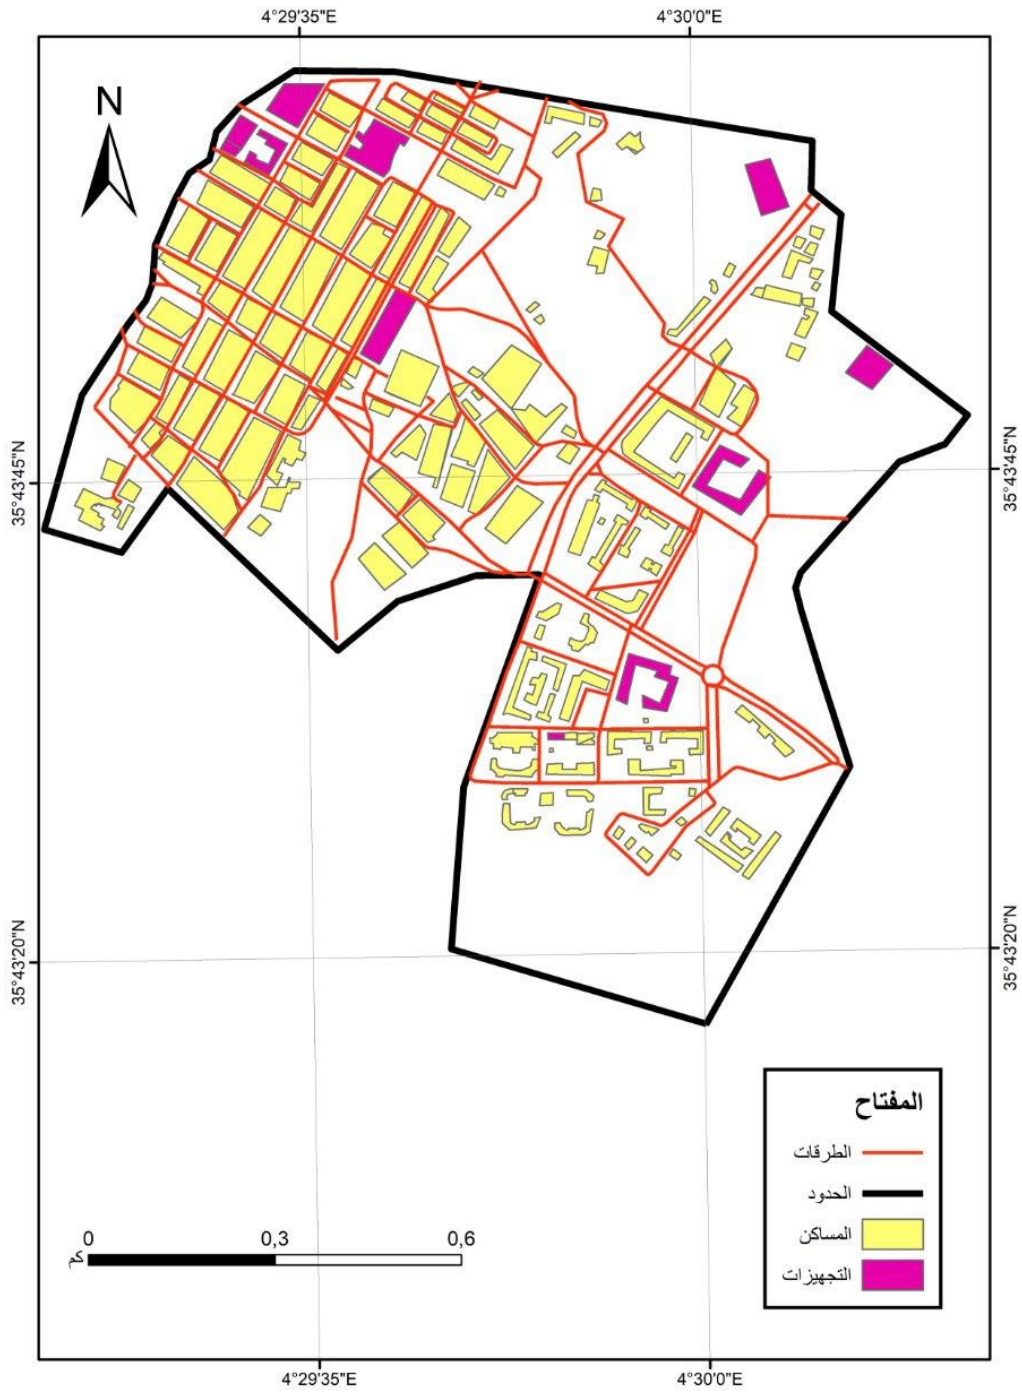 4°29'35"E
4°30'0"E
N
35°43'45"N
35°43'45"N
35°43'20"N
35°43'20"N
المفتاح
الطرقات
الحدود
المساكن
التجهيزات
0
0,3
0,6
كم
4°29'35"E
4°30'0"E